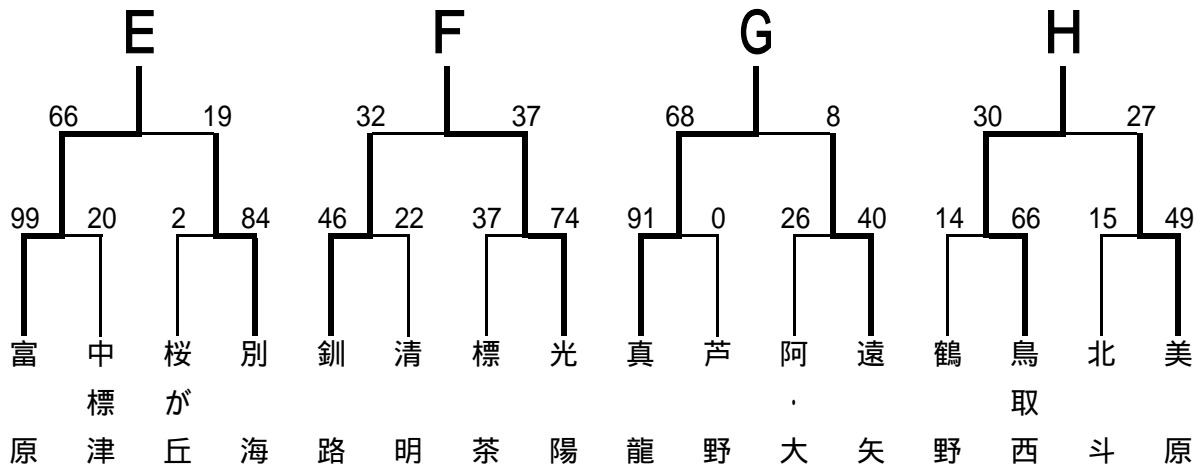 E F G H
66 19 32 37 68 8 30 27
99 20 2 84 46 22 37 74 91 0 26 40 14 66 15 49
富原
中標津
桜が丘
別海
釧路
清明
標茶
光陽
真龍
芦野
阿・大
遠矢
鶴野
鳥取西
北斗
美原